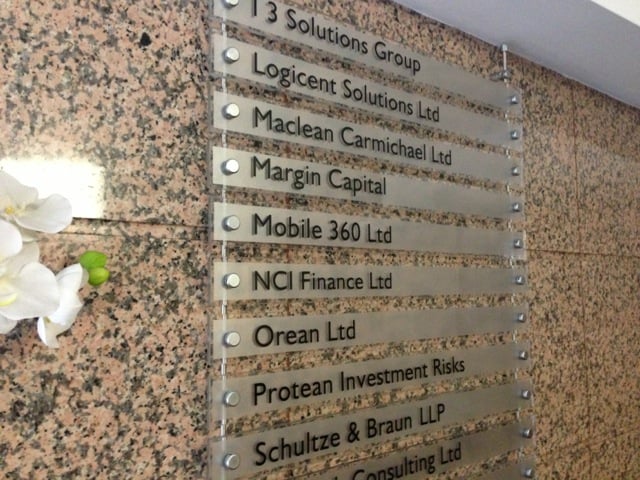 3 Solutions Group
Logicent Solutions Ltd
Maclean Carmichael Ltd
Margin Capital
Mobile 360 Ltd
NCI Finance Ltd
Orean Ltd
Protean Investment Risks
Schultze & Braun LLP
Consulting Ltd